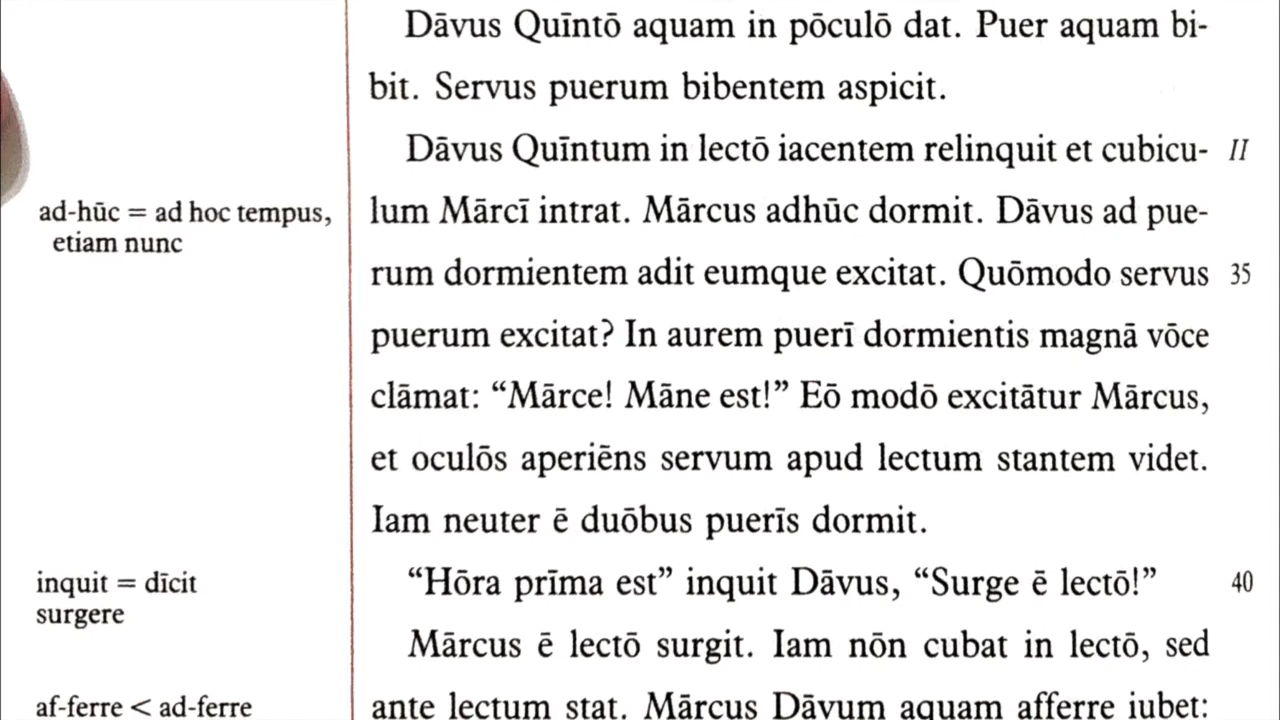 Dāvus Quīntō aquam in pōculō dat. Puer aquam bi-
bit. Servus puerum bibentem aspicit.
Dāvus Quīntum in lectō iacentem relinquit et cubicu- II
ad-hūc = ad hoc tempus,
etiam nunc
lum Mārcī intrat. Mārcus adhūc dormit. Dāvus ad pue-
rum dormientem adit eumque excitat. Quōmodo servus 35
puerum excitat? In aurem puerī dormientis magnā vōce
clāmat: “Mārce! Māne est!” Eō modō excitātur Mārcus,
et oculōs aperiēns servum apud lectum stantem videt.
Iam neuter ē duōbus puerīs dormit.
inquit = dīcit
surgere
“Hōra prīma est” inquit Dāvus, “Surge ē lectō!” 40
Mārcus ē lectō surgit. Iam nōn cubat in lectō, sed
af-ferre < ad-ferre
ante lectum stat. Mārcus Dāvum aquam afferre iubet: